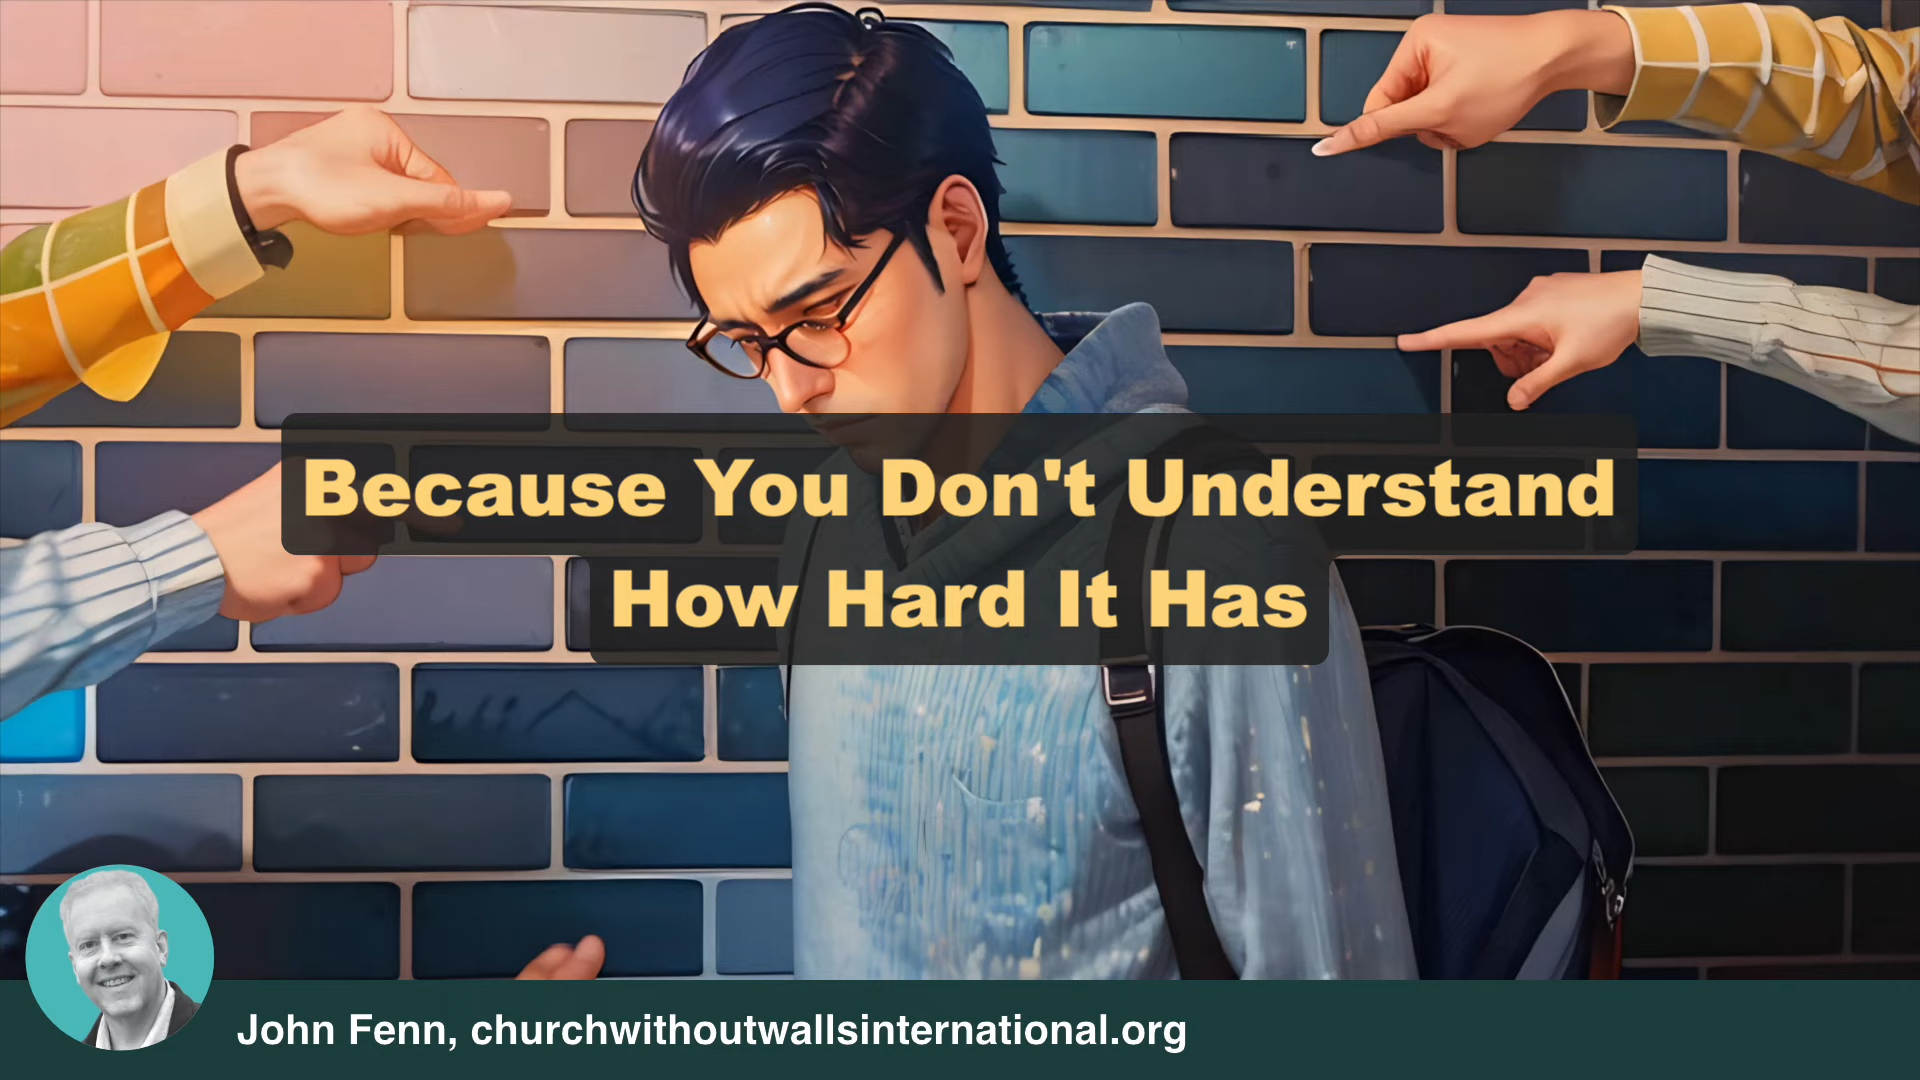 Because You Don't Understand
How Hard It Has
John Fenn, churchwithoutwallsinternational.org